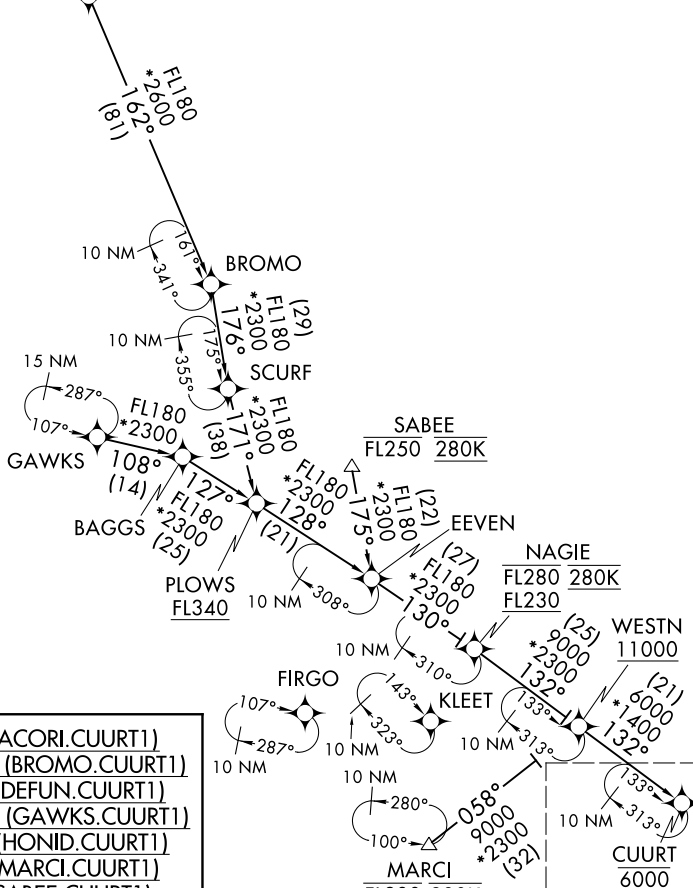 FL180
*2600
162°
(81)
10 NM
161°
341°
BROMO
(29)
FL180
*2300
176°
10 NM
175°
355°
SCURF
FL180
*2300
171°
(38)
15 NM
287°
107°
GAWKS
FL180
*2300
108°
(14)
BAGGS
127°
FL180
*2300
(25)
PLOWS
FL340
FL180
*2300
128°
(21)
SABEE
FL250 280K
(22)
FL180
*2300
175°
EEVEN
10 NM
308°
(27)
FL180
*2300
130°
NAGIE
FL280 280K
FL230
10 NM
310°
(25)
9000
*2300
132°
WESTN
11000
(21)
6000
*1400
132°
FIRGO
107°
287°
10 NM
KLEET
143°
323°
10 NM
133°
313°
10 NM
10 NM
280°
100°
MARCI
058°
9000
*2300
(32)
133°
313°
10 NM
CUURT
6000
ACORI.CUURT1)
(BROMO.CUURT1)
DEFUN.CUURT1)
(GAWKS.CUURT1)
(HONID.CUURT1)
MARCI.CUURT1)